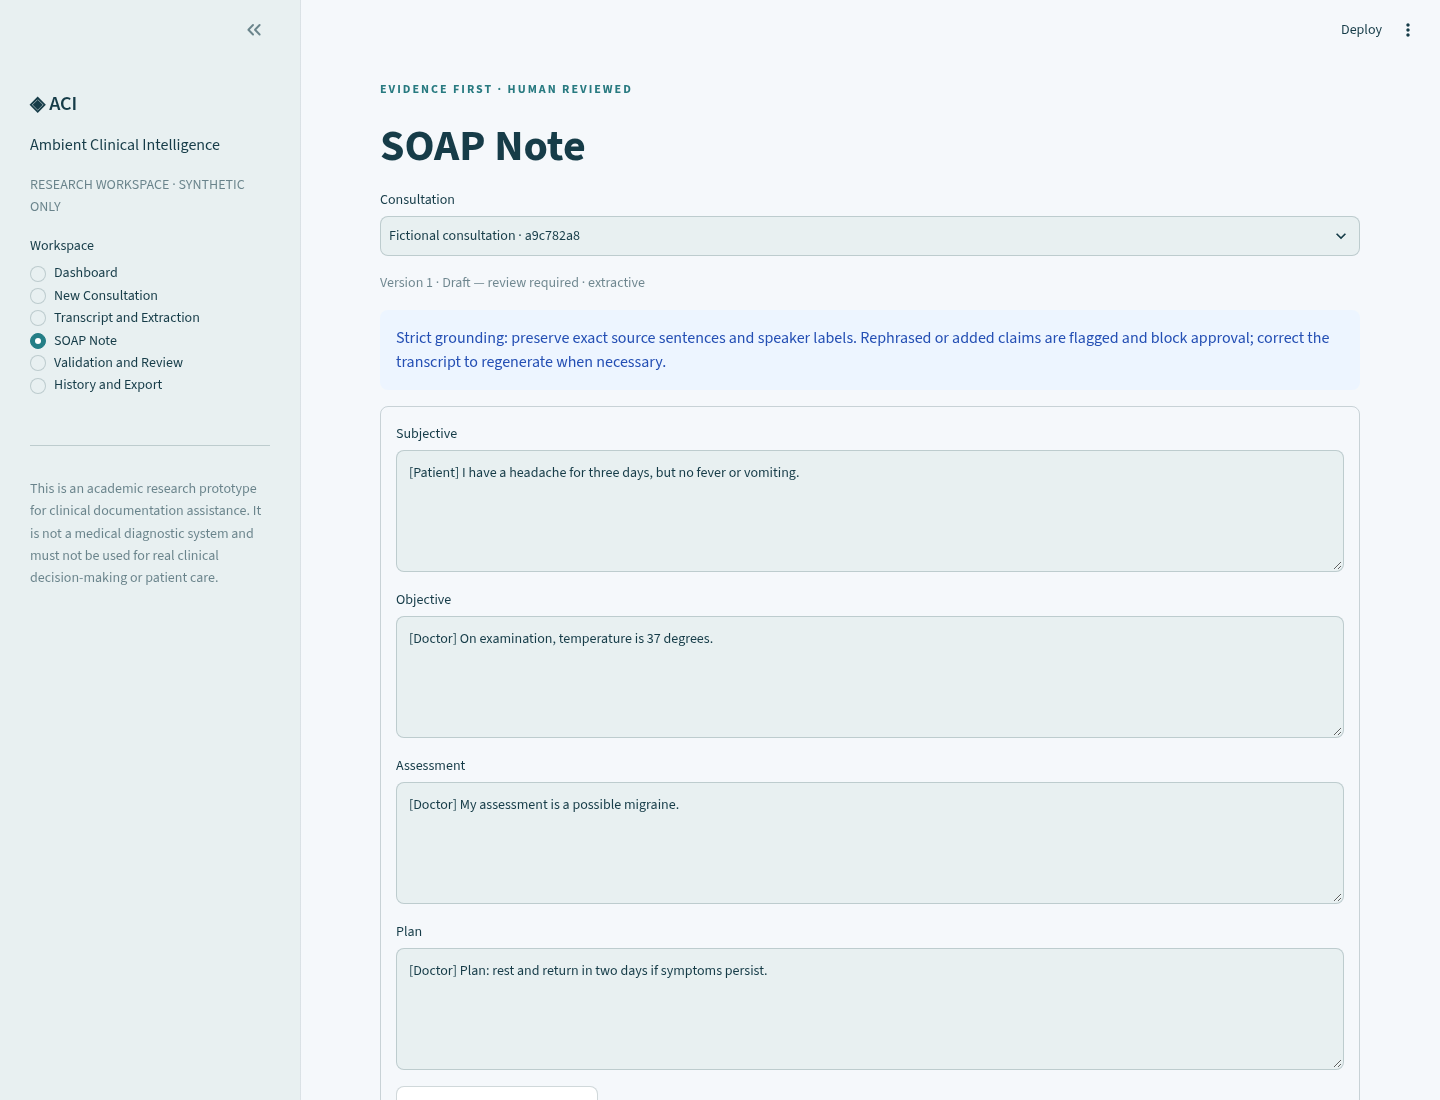 Deploy
◈ ACI
Ambient Clinical Intelligence
RESEARCH WORKSPACE · SYNTHETIC
ONLY
Workspace
Dashboard
New Consultation
Transcript and Extraction
SOAP Note
Validation and Review
History and Export
This is an academic research prototype
for clinical documentation assistance. It
is not a medical diagnostic system and
must not be used for real clinical
decision-making or patient care.
EVIDENCE FIRST · HUMAN REVIEWED
SOAP Note
Consultation
Fictional consultation · a9c782a8
Version 1 · Draft — review required · extractive
Strict grounding: preserve exact source sentences and speaker labels. Rephrased or added claims are flagged and block approval; correct the
transcript to regenerate when necessary.
Subjective
[Patient] I have a headache for three days, but no fever or vomiting.
Objective
[Doctor] On examination, temperature is 37 degrees.
Assessment
[Doctor] My assessment is a possible migraine.
Plan
[Doctor] Plan: rest and return in two days if symptoms persist.